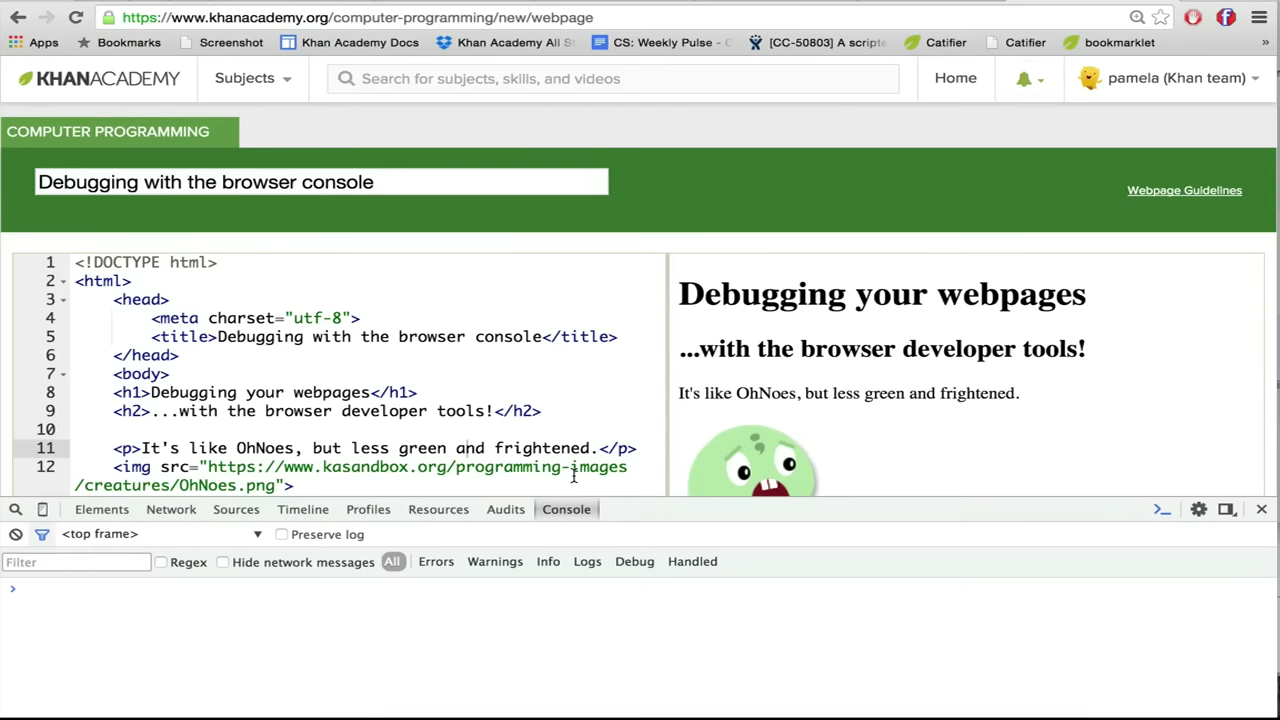 https://www.khanacademy.org/computer-programming/new/webpage
Apps Bookmarks Screenshot Khan Academy Docs Khan Academy All St CS: Weekly Pulse - [CC-50803] A scripte Catifier Catifier bookmarklet »
KHANACADEMY Subjects Search for subjects, skills, and videos Home pamela (Khan team)
COMPUTER PROGRAMMING
Debugging with the browser console
Webpage Guidelines
1 <!DOCTYPE html>
2 <html>
3 <head>
4 <meta charset="utf-8">
5 <title>Debugging with the browser console</title>
6 </head>
7 <body>
8 <h1>Debugging your webpages</h1>
9 <h2>...with the browser developer tools!</h2>
10
11 <p>It's like OhNoes, but less green and frightened.</p>
12 <img src="https://www.kasandbox.org/programming-images
/creatures/OhNoes.png">
Debugging your webpages
...with the browser developer tools!
It's like OhNoes, but less green and frightened.
Elements Network Sources Timeline Profiles Resources Audits Console
<top frame> Preserve log
Filter Regex Hide network messages All Errors Warnings Info Logs Debug Handled
>